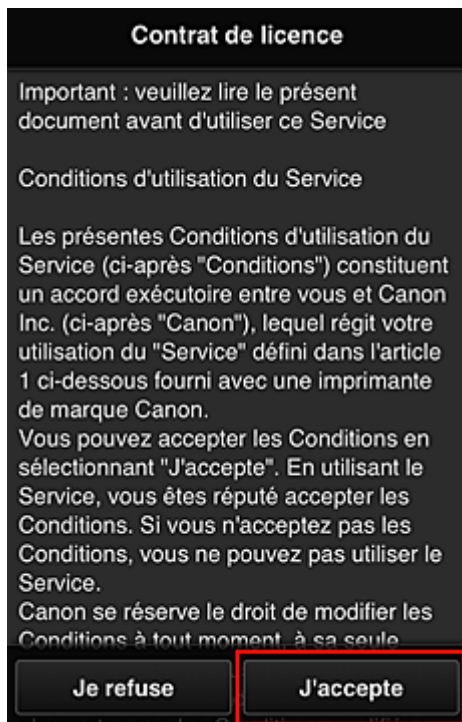 Contrat de licence
Important : veuillez lire le présent
document avant d'utiliser ce Service
Conditions d'utilisation du Service
Les présentes Conditions d'utilisation du
Service (ci-après "Conditions") constituent
un accord exécutoire entre vous et Canon
Inc. (ci-après "Canon"), lequel régit votre
utilisation du "Service" défini dans l'article
1 ci-dessous fourni avec une imprimante
de marque Canon.
Vous pouvez accepter les Conditions en
sélectionnant "J'accepte". En utilisant le
Service, vous êtes réputé accepter les
Conditions. Si vous n'acceptez pas les
Conditions, vous ne pouvez pas utiliser le
Service.
Canon se réserve le droit de modifier les
Conditions à tout moment, à sa seule
Je refuse J'accepte